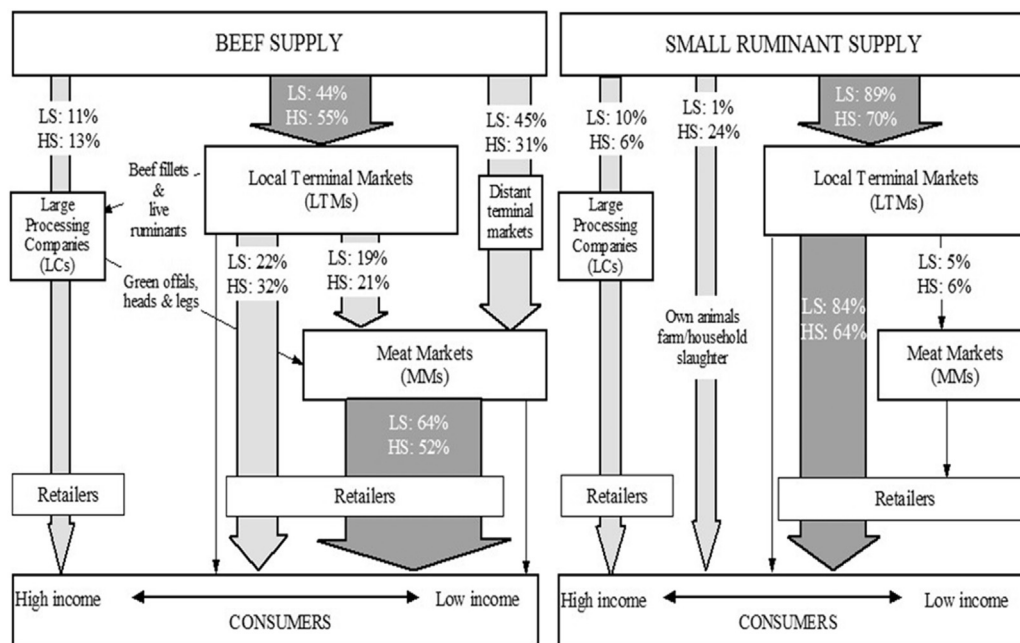 BEEF SUPPLY
LS: 11%
HS: 13%
LS: 44%
HS: 55%
LS: 45%
HS: 31%
Beef fillets
&
live
ruminants
Local Terminal Markets
(LTMs)
Distant
terminal
markets
Large
Processing
Companies
(LCs)
LS: 22%
HS: 32%
LS: 19%
HS: 21%
Green offals,
heads & legs
Meat Markets
(MMs)
LS: 64%
HS: 52%
Retailers
Retailers
High income
Low income
CONSUMERS
SMALL RUMINANT SUPPLY
LS: 10%
HS: 6%
LS: 1%
HS: 24%
LS: 89%
HS: 70%
Local Terminal Markets
(LTMs)
Large
Processing
Companies
(LCs)
LS: 5%
HS: 6%
LS: 84%
HS: 64%
Own animals
farm/household
slaughter
Meat Markets
(MMs)
Retailers
Retailers
High income
Low income
CONSUMERS